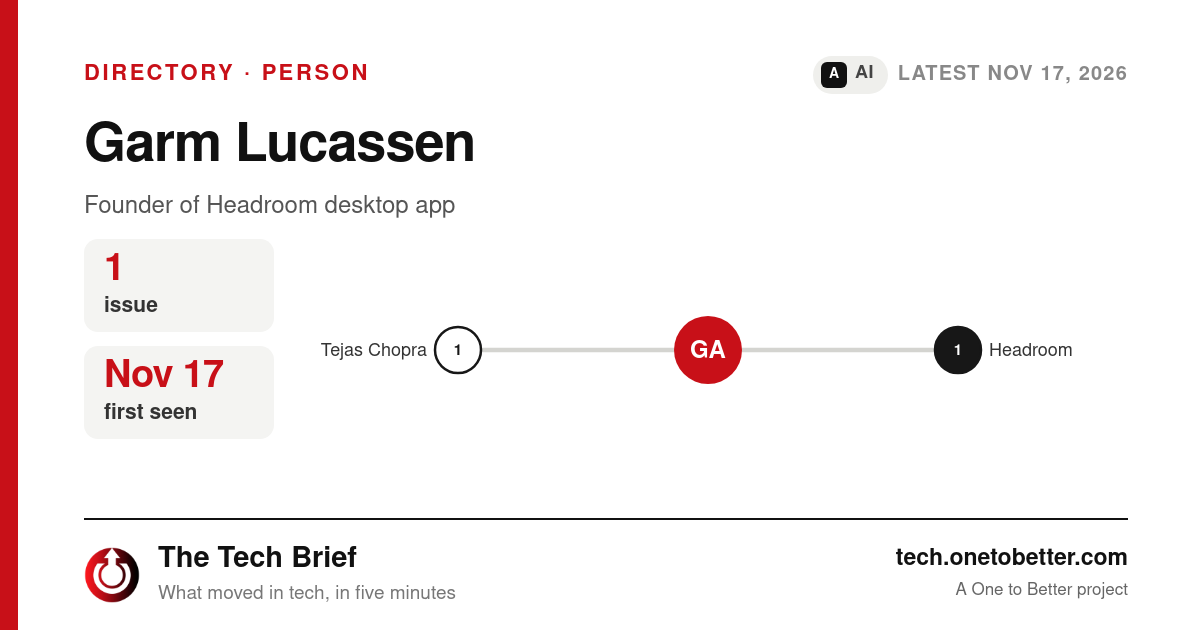 DIRECTORY · PERSON
A AI LATEST NOV 17, 2026
Garm Lucassen
Founder of Headroom desktop app
1
issue
Nov 17
first seen
Tejas Chopra 1 GA 1 Headroom
The Tech Brief
What moved in tech, in five minutes
tech.onetobetter.com
A One to Better project